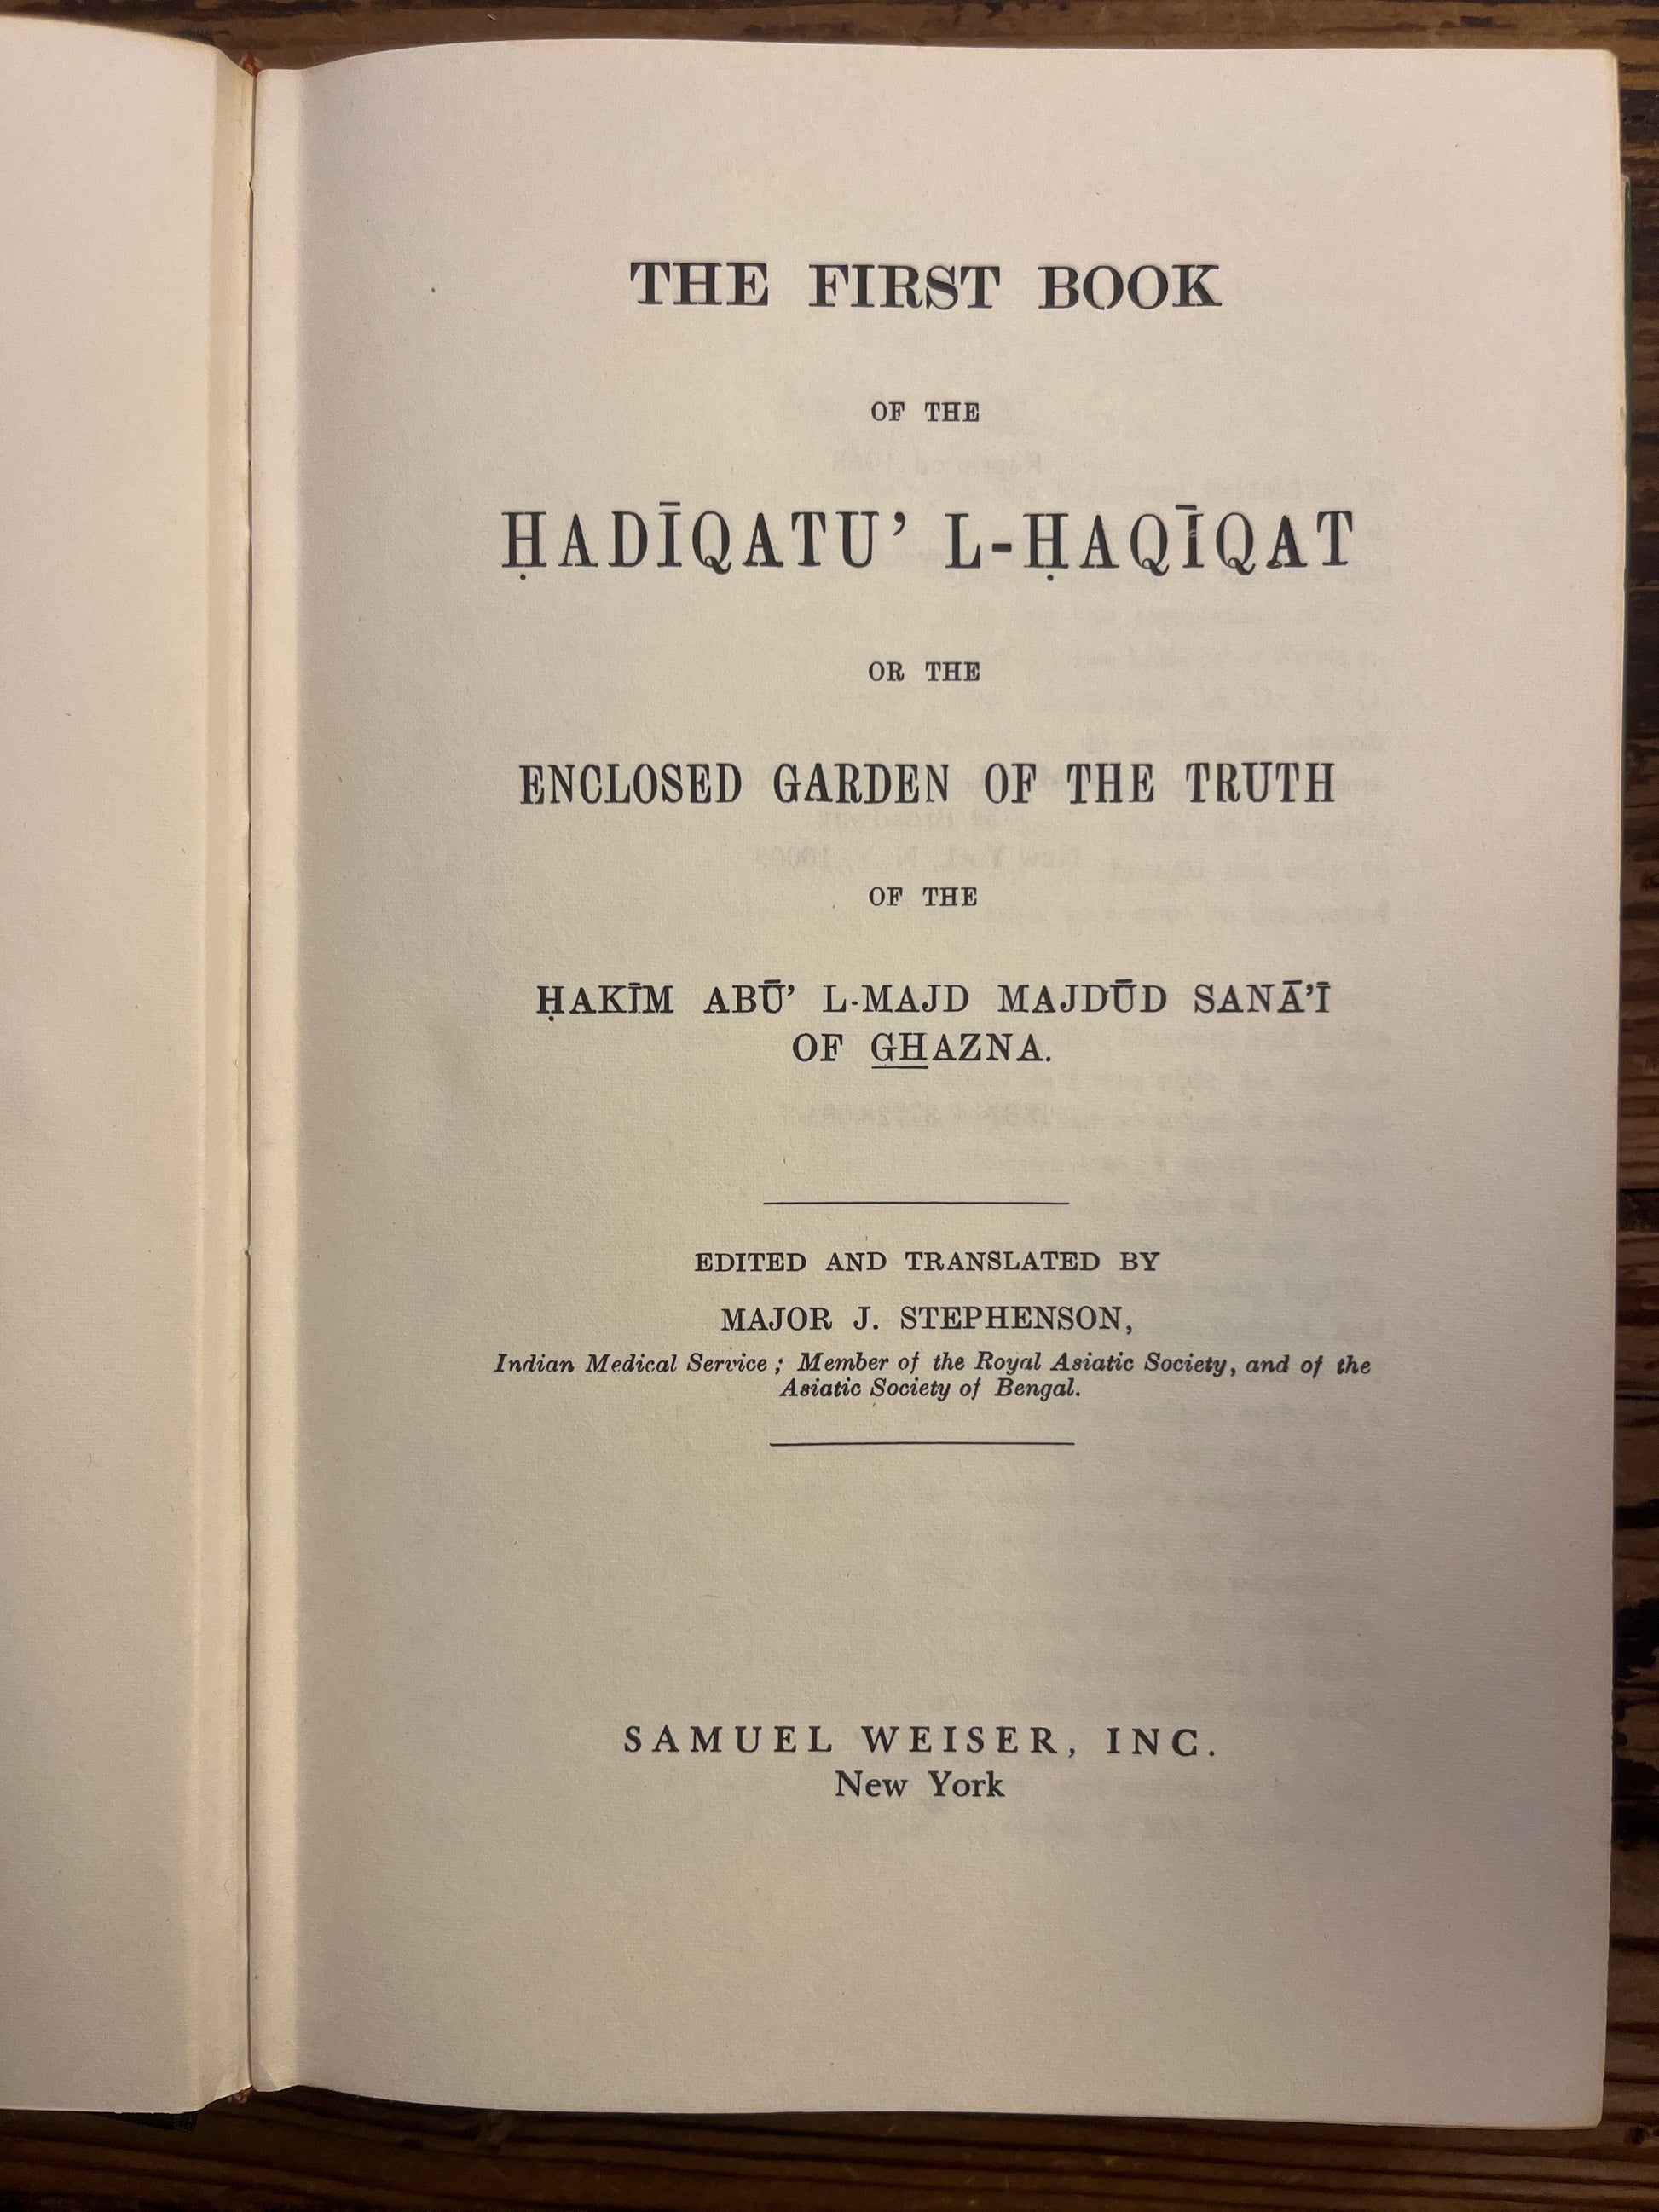 THE FIRST BOOK
OF THE
ḤADĪQATU’ L-ḤAQĪQAT
OR THE
ENCLOSED GARDEN OF THE TRUTH
OF THE
ḤAKĪM ABŪ’ L-MAJD MAJDŪD SANĀ’Ī
OF GHAZNA.
EDITED AND TRANSLATED BY
MAJOR J. STEPHENSON,
Indian Medical Service ; Member of the Royal Asiatic Society, and of the
Asiatic Society of Bengal.
SAMUEL WEISER, INC.
New York